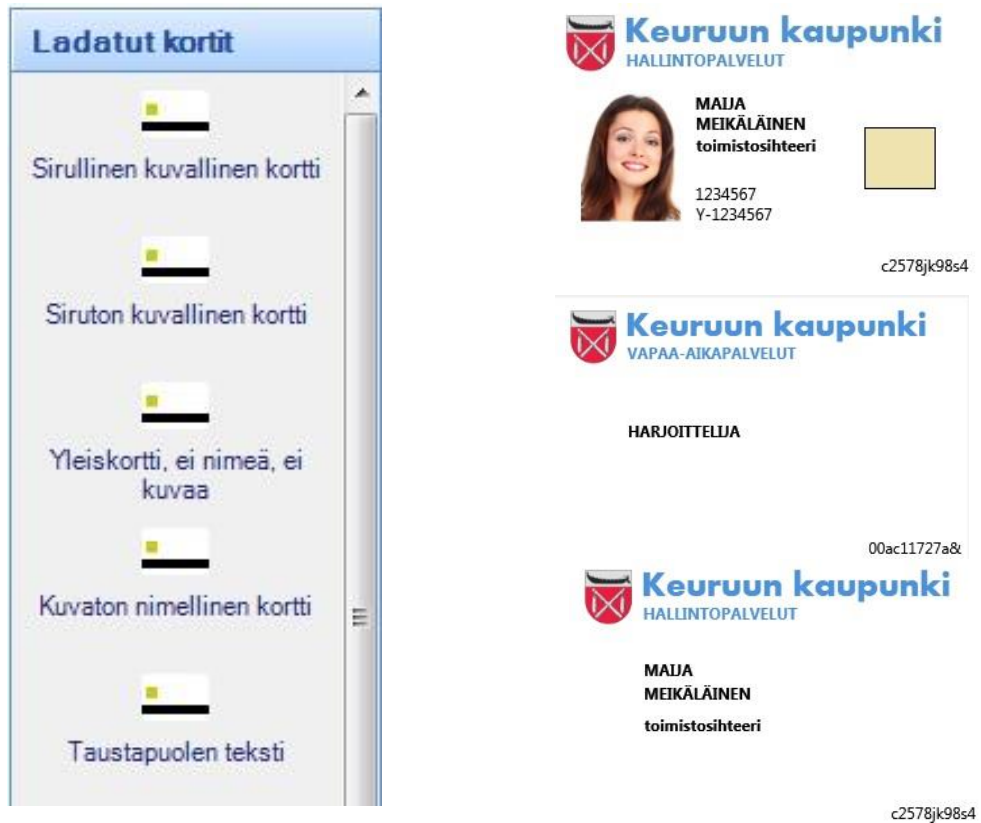 Ladatut kortit
Sirullinen kuvallinen kortti
Siruton kuvallinen kortti
Yleiskortti, ei nimeä, ei
kuvaa
Kuvaton nimellinen kortti
Taustapuolen teksti
Keuruun kaupunki
HALLINTOPALVELUT
MAIJA
MEIKÄLÄINEN
toimistosihteeri
1234567
Y-1234567
c2578jk98s4
Keuruun kaupunki
VAPAA-AIKAPALVELUT
HARJOITTELIJA
00ac11727a&
Keuruun kaupunki
HALLINTOPALVELUT
MAIJA
MEIKÄLÄINEN
toimistosihteeri
c2578jk98s4